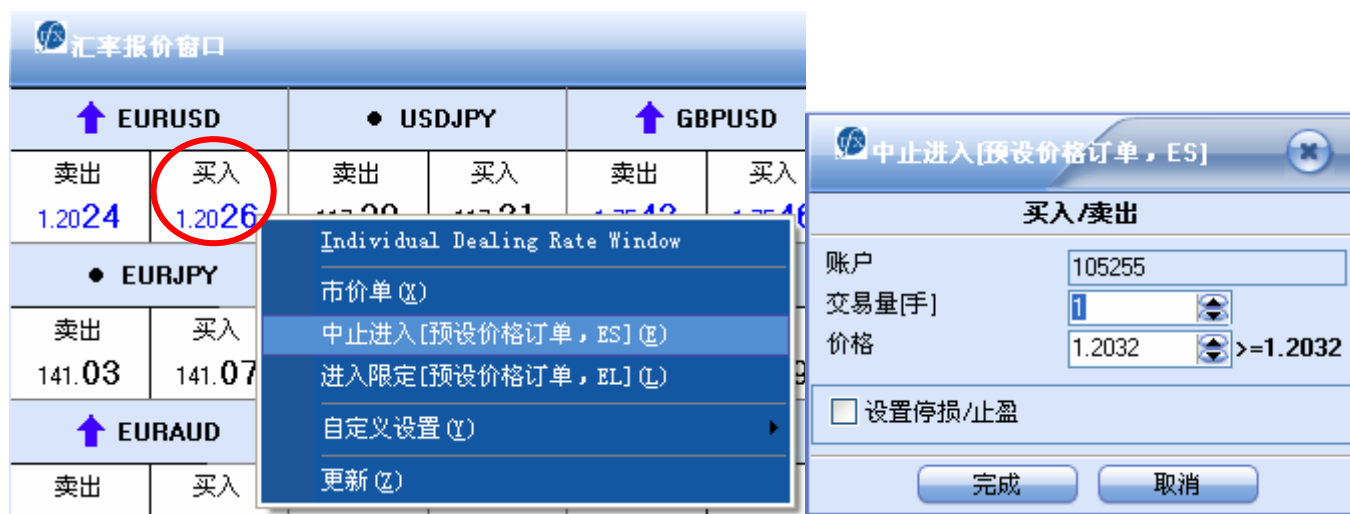 汇率报价窗口
EURUSD
USDJPY
GBPUSD
卖出
买入
卖出
买入
卖出
买入
1.2024
1.2026
EURJPY
卖出
买入
141.03
141.07
EURAUD
卖出
买入
Individual Dealing Rate Window
市价单(X)
中止进入[预设价格订单，ES](E)
进入限定[预设价格订单，EL](L)
自定义设置(Y)
更新(Z)
中止进入[预设价格订单，ES]
买入/卖出
账户
105255
交易量[手]
1
价格
1.2032
>=1.2032
设置停损/止盈
完成
取消